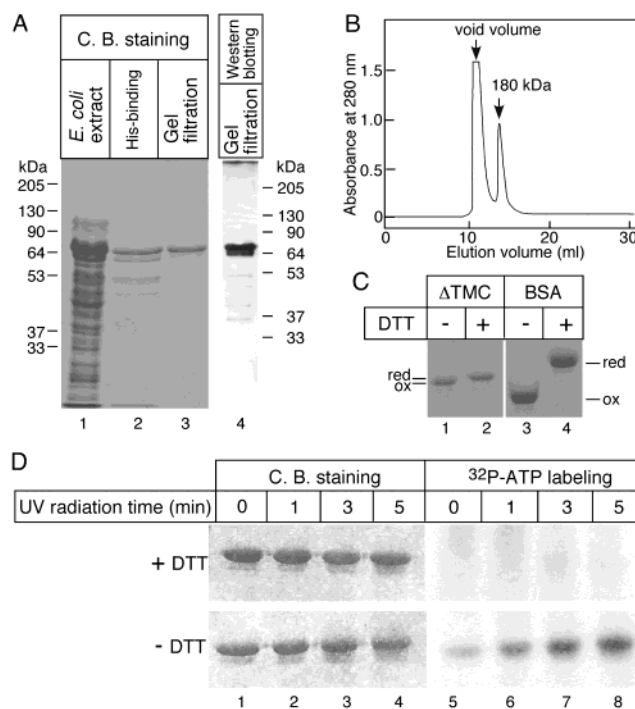 A
C. B. staining
E. coli extract
His-binding
Gel filtration
Western blotting
Gel filtration
kDa
205
130
90
64
53
37
33
kDa
205
130
90
64
53
37
33
1 2 3 4
B
void volume
180 kDa
Absorbance at 280 nm
1.5
1.0
0.5
0 10 20 30
Elution volume (ml)
C
ΔTMC BSA
DTT - + - +
red
ox
red
ox
1 2 3 4
D
C. B. staining 32P-ATP labeling
UV radiation time (min) 0 1 3 5 0 1 3 5
+ DTT
- DTT
1 2 3 4 5 6 7 8